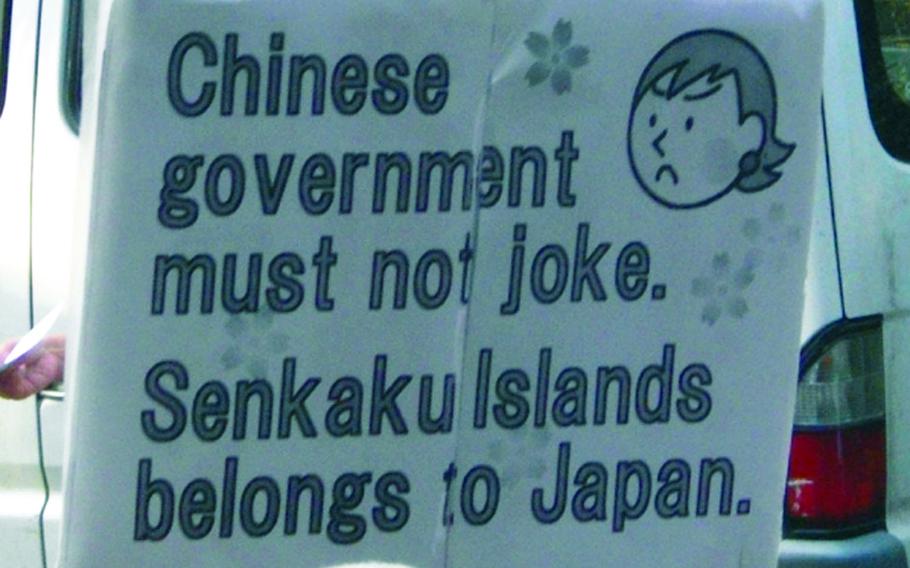 Chinese
government
must not joke.
Senkaku Islands
belongs to Japan.